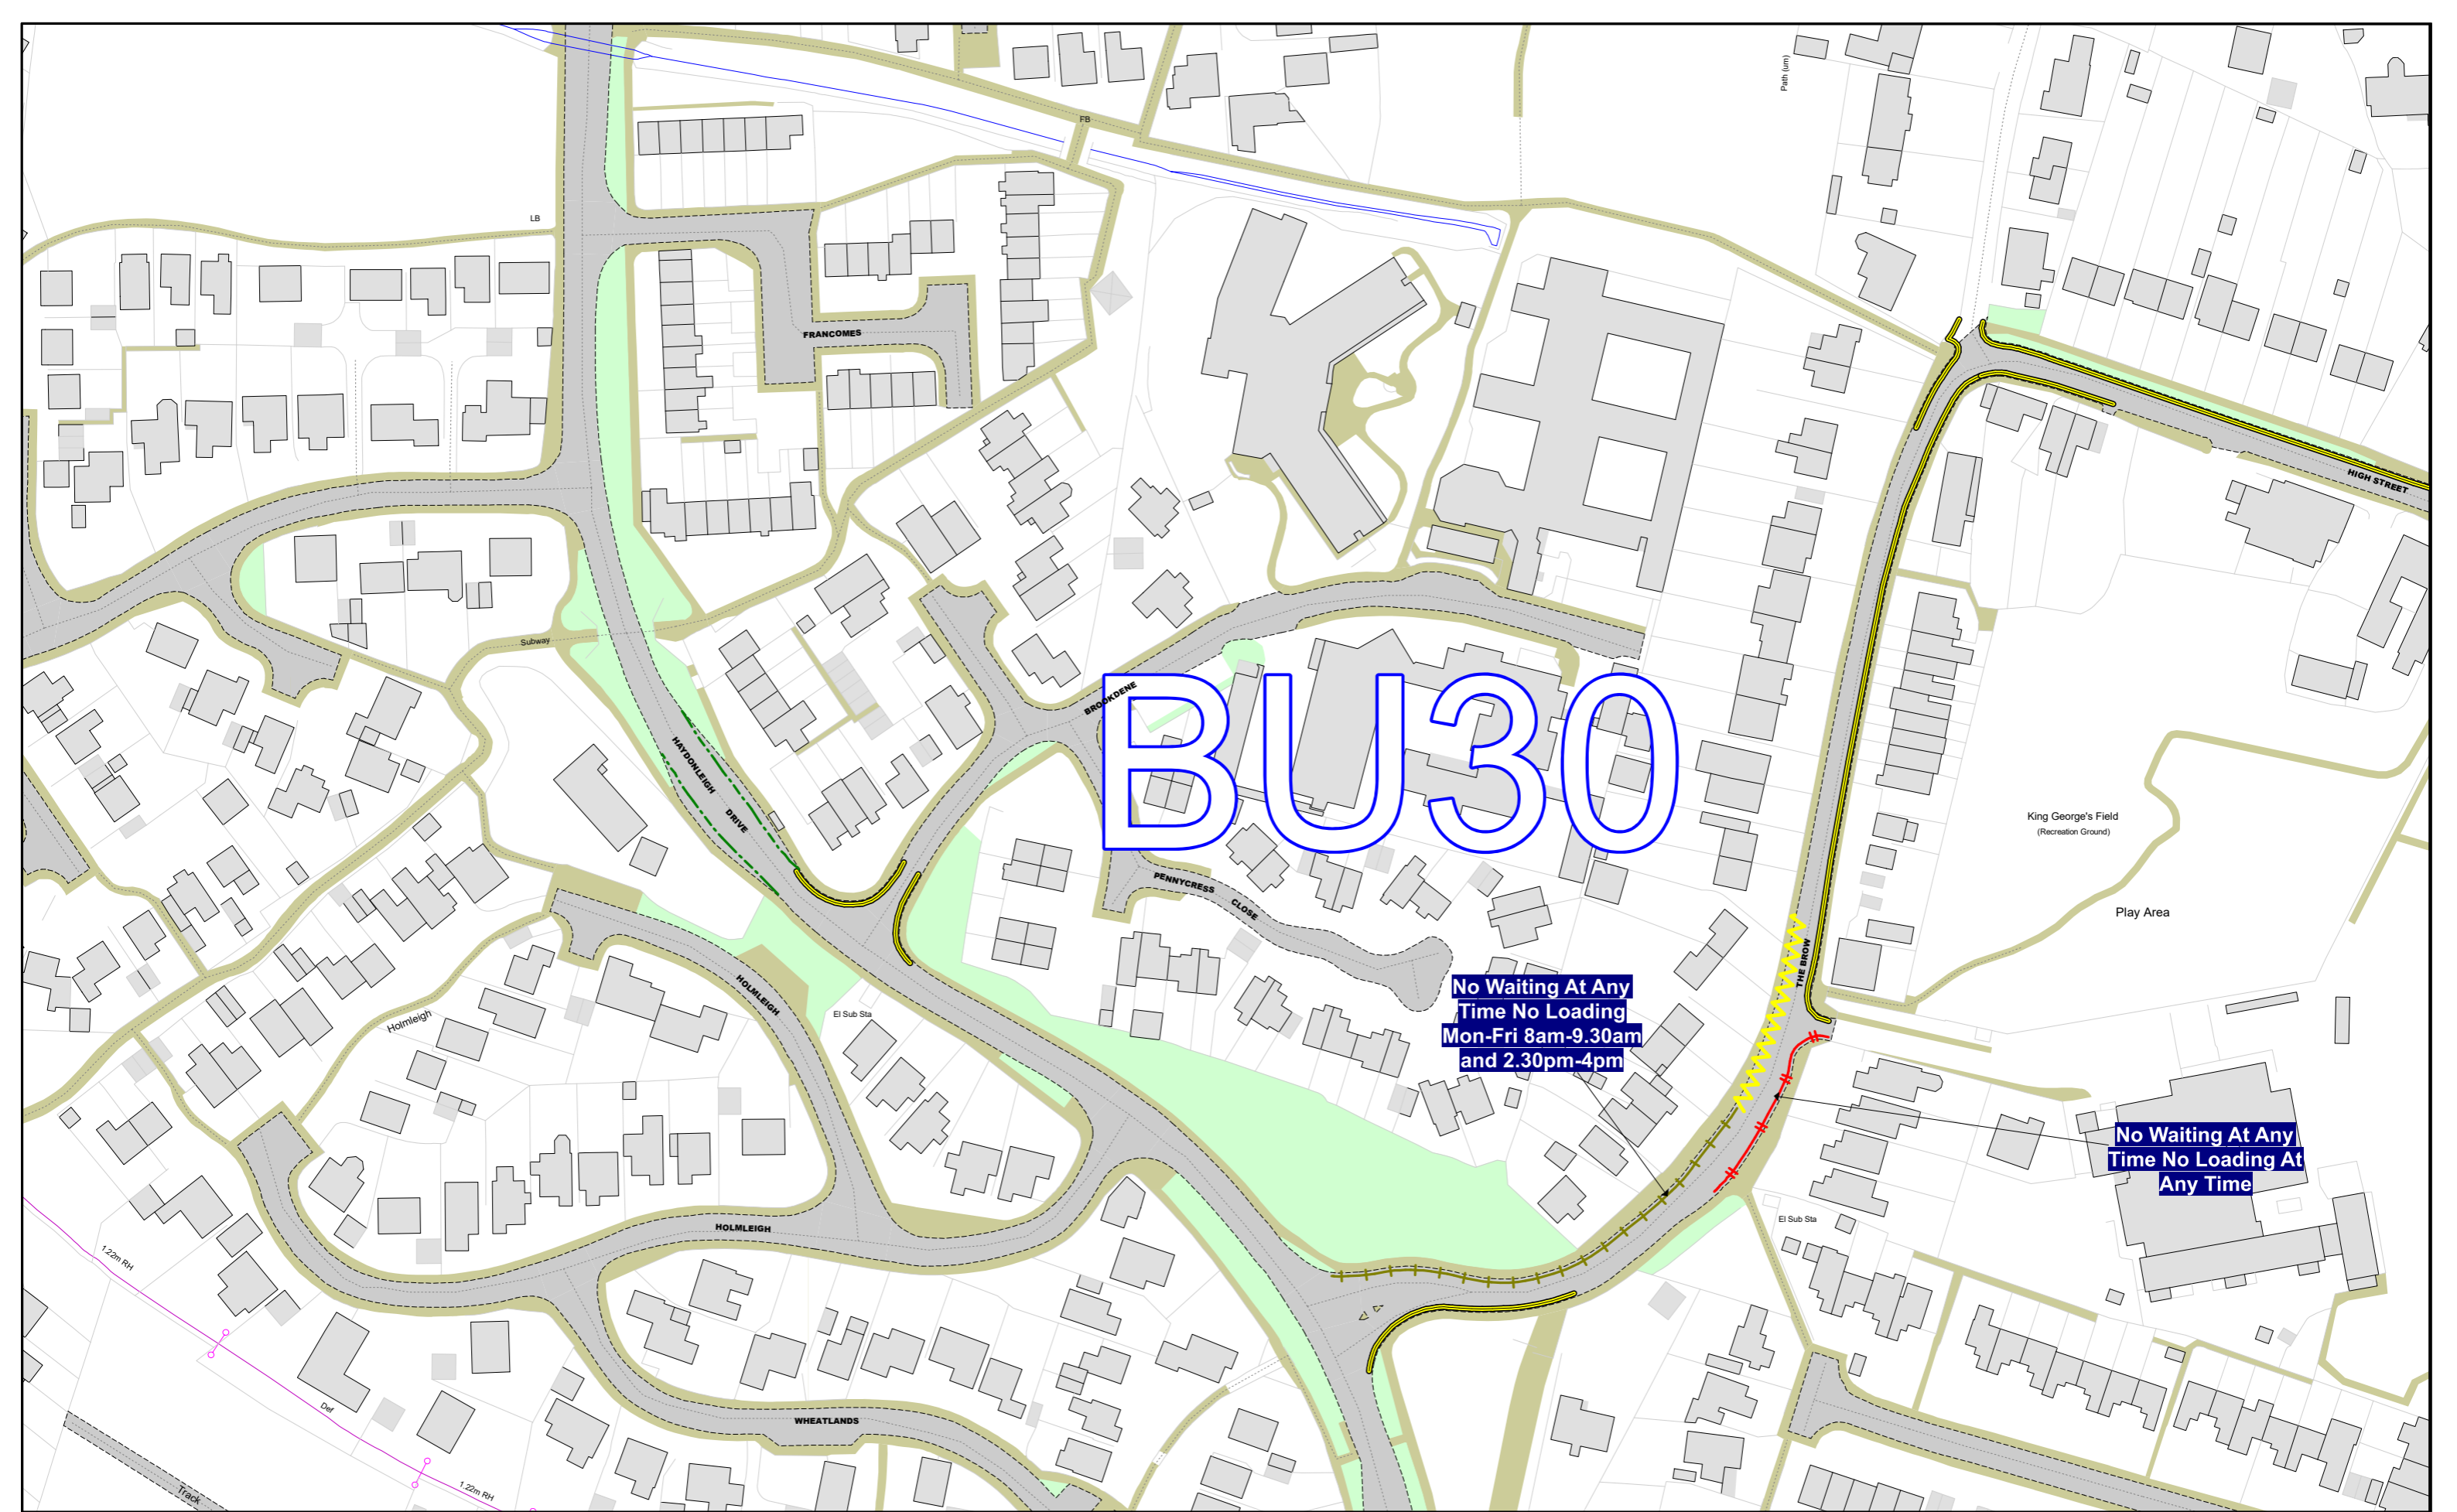 Path (um)
FB
LB
FRANCOMES
HIGH STREET
Subway
BROOKDENE
BU30
HAYDONLEIGH
DRIVE
King George's Field
(Recreation Ground)
PENNYCRESS
CLOSE
Play Area
THE BROW
No Waiting At Any
Time No Loading
Mon-Fri 8am-9.30am
and 2.30pm-4pm
HOLMLEIGH
El Sub Sta
Holmleigh
No Waiting At Any
Time No Loading At
Any Time
El Sub Sta
HOLMLEIGH
1.22m RH
Def
WHEATLANDS
1.22m RH
Track